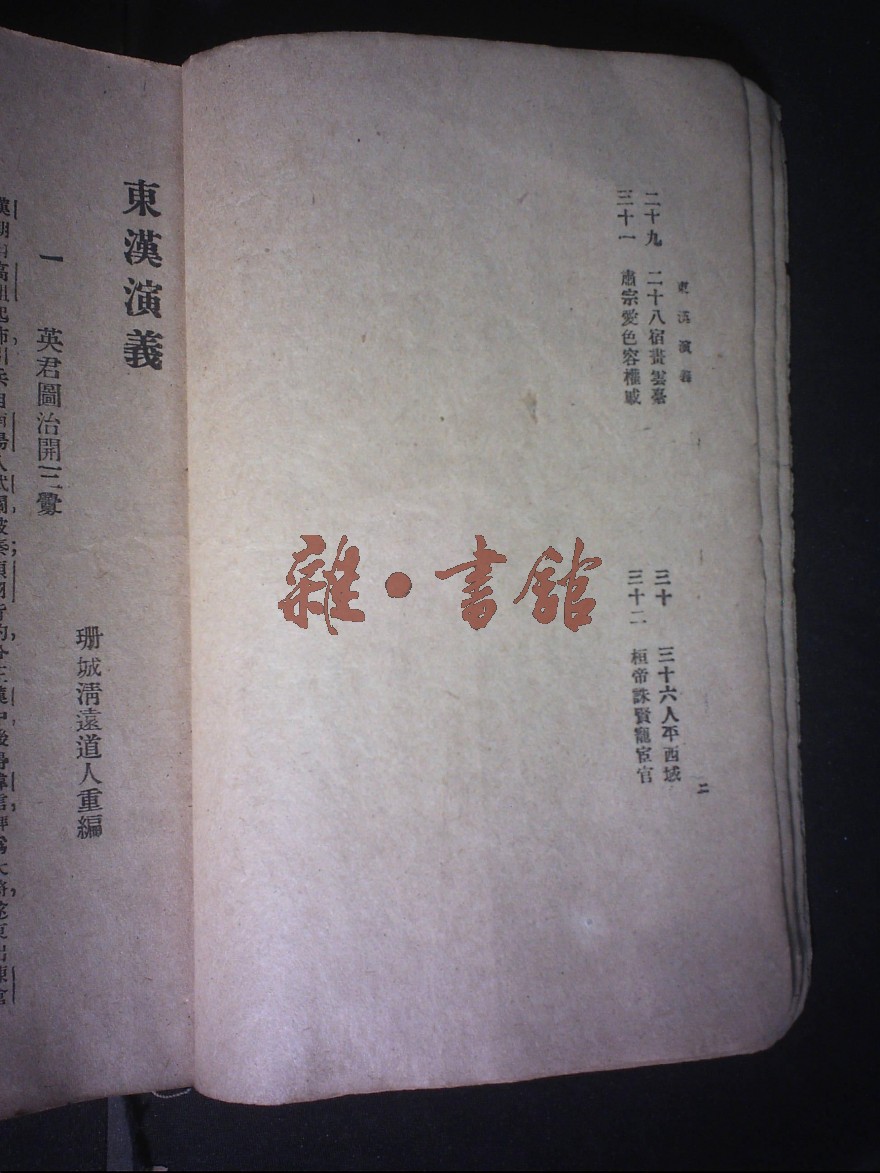 東漢演義
二十九　二十八宿畫雲臺
三十　三十六人平西域
三十一　肅宗愛色容權戚
三十二　桓帝誅賢寵宦官
二
雜·書舘
東漢演義
珊城清遠道人重編
一　英君圖治開三釁